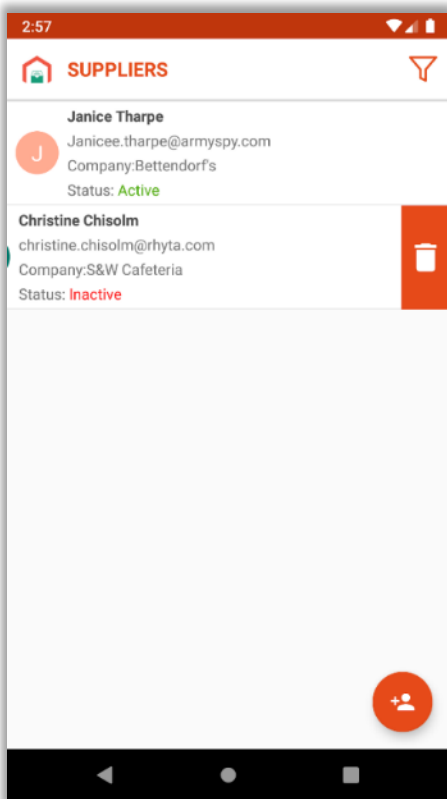 2:57
SUPPLIERS
Janice Tharpe
J
Janicee.tharpe@armyspy.com
Company:Bettendorf's
Status: Active
Christine Chisolm
christine.chisolm@rhyta.com
Company:S&W Cafeteria
Status: Inactive